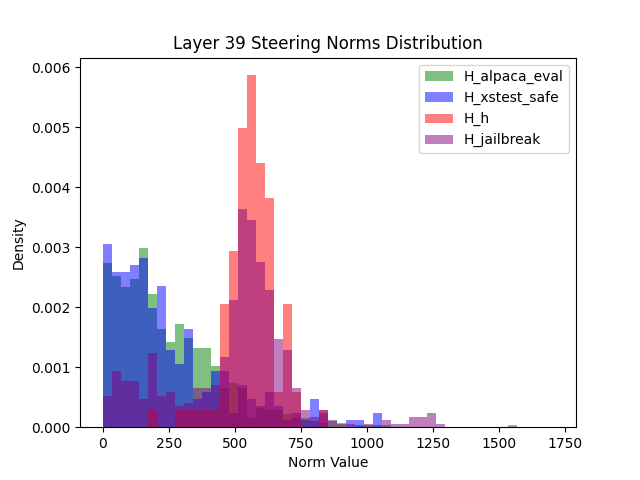 Layer 39 Steering Norms Distribution
H_alpaca_eval
H_xstest_safe
H_h
H_jailbreak
0.006
0.005
0.004
0.003
0.002
0.001
0.000
Density
0 250 500 750 1000 1250 1500 1750
Norm Value